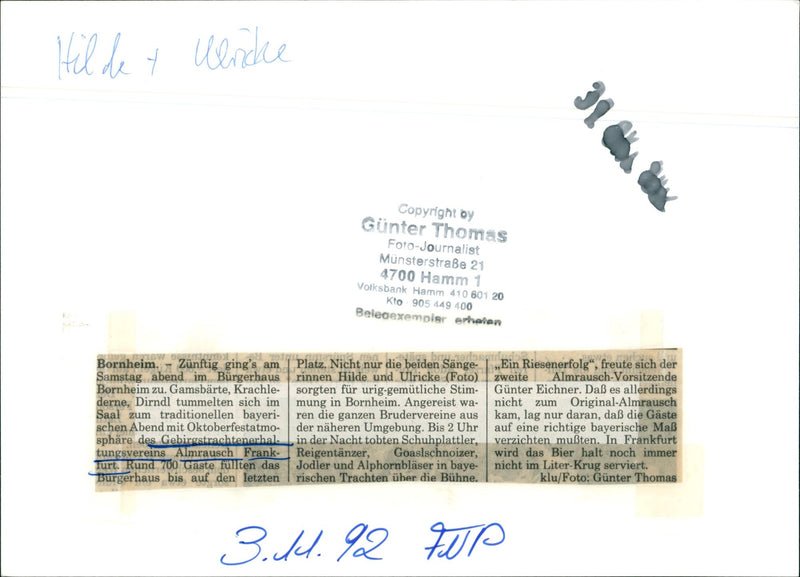 Hilde + Ulricke
Copyright by
Günter Thomas
Foto-Journalist
Münsterstraße 21
4700 Hamm 1
Volksbank Hamm 410 601 20
Kto 905 449 400
Belegexemplar erbeten
Bornheim. – Zünftig ging's am
Samstag abend im Bürgerhaus
Bornheim zu. Gamsbärte, Krachle-
derne, Dirndl tummelten sich im
Saal zum traditionellen bayeri-
schen Abend mit Oktoberfestatmo-
sphäre des Gebirgstrachtenerhal-
tungsvereins Almrausch Frank-
furt. Rund 700 Gäste füllten das
Bürgerhaus bis auf den letzten
Platz. Nicht nur die beiden Sänge-
rinnen Hilde und Ulricke (Foto)
sorgten für urig-gemütliche Stim-
mung in Bornheim. Angereist wa-
ren die ganzen Brudervereine aus
der näheren Umgebung. Bis 2 Uhr
in der Nacht tobten Schuhplattler,
Reigentänzer, Goaslschnoizer,
Jodler und Alphornbläser in baye-
rischen Trachten über die Bühne.
„Ein Riesenerfolg“, freute sich der
zweite Almrausch-Vorsitzende
Günter Eichner. Daß es allerdings
nicht zum Original-Almrausch
kam, lag nur daran, daß die Gäste
auf eine richtige bayerische Maß
verzichten mußten. In Frankfurt
wird das Bier halt noch immer
nicht im Liter-Krug serviert.
klu/Foto: Günter Thomas
3.11.92 FNP